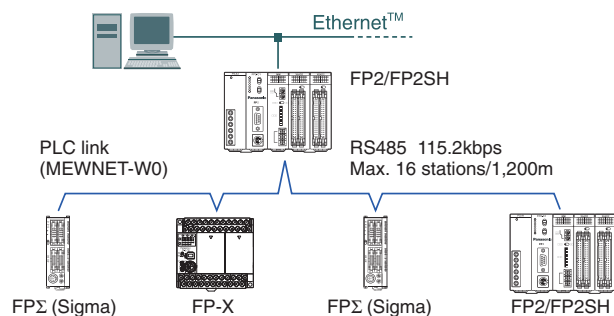 Ethernet™
FP2/FP2SH
PLC link
(MEWNET-W0)
RS485 115.2kbps
Max. 16 stations/1,200m
FPΣ (Sigma)
FP-X
FPΣ (Sigma)
FP2/FP2SH